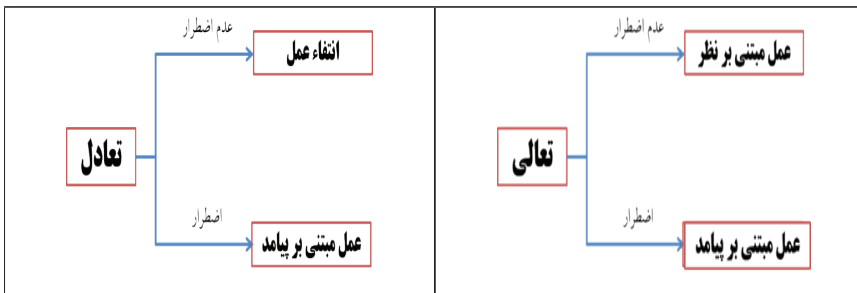 عدم اضطرار
عمل مبتنی بر نظر
تعالی
اضطرار
عمل مبتنی بر پیامد
عدم اضطرار
انتفاء عمل
تعادل
اضطرار
عمل مبتنی بر پیامد